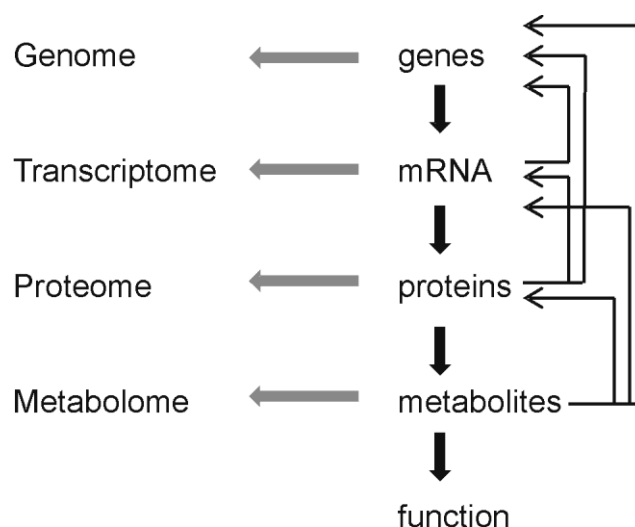 Genome genes
Transcriptome mRNA
Proteome proteins
Metabolome metabolites
function